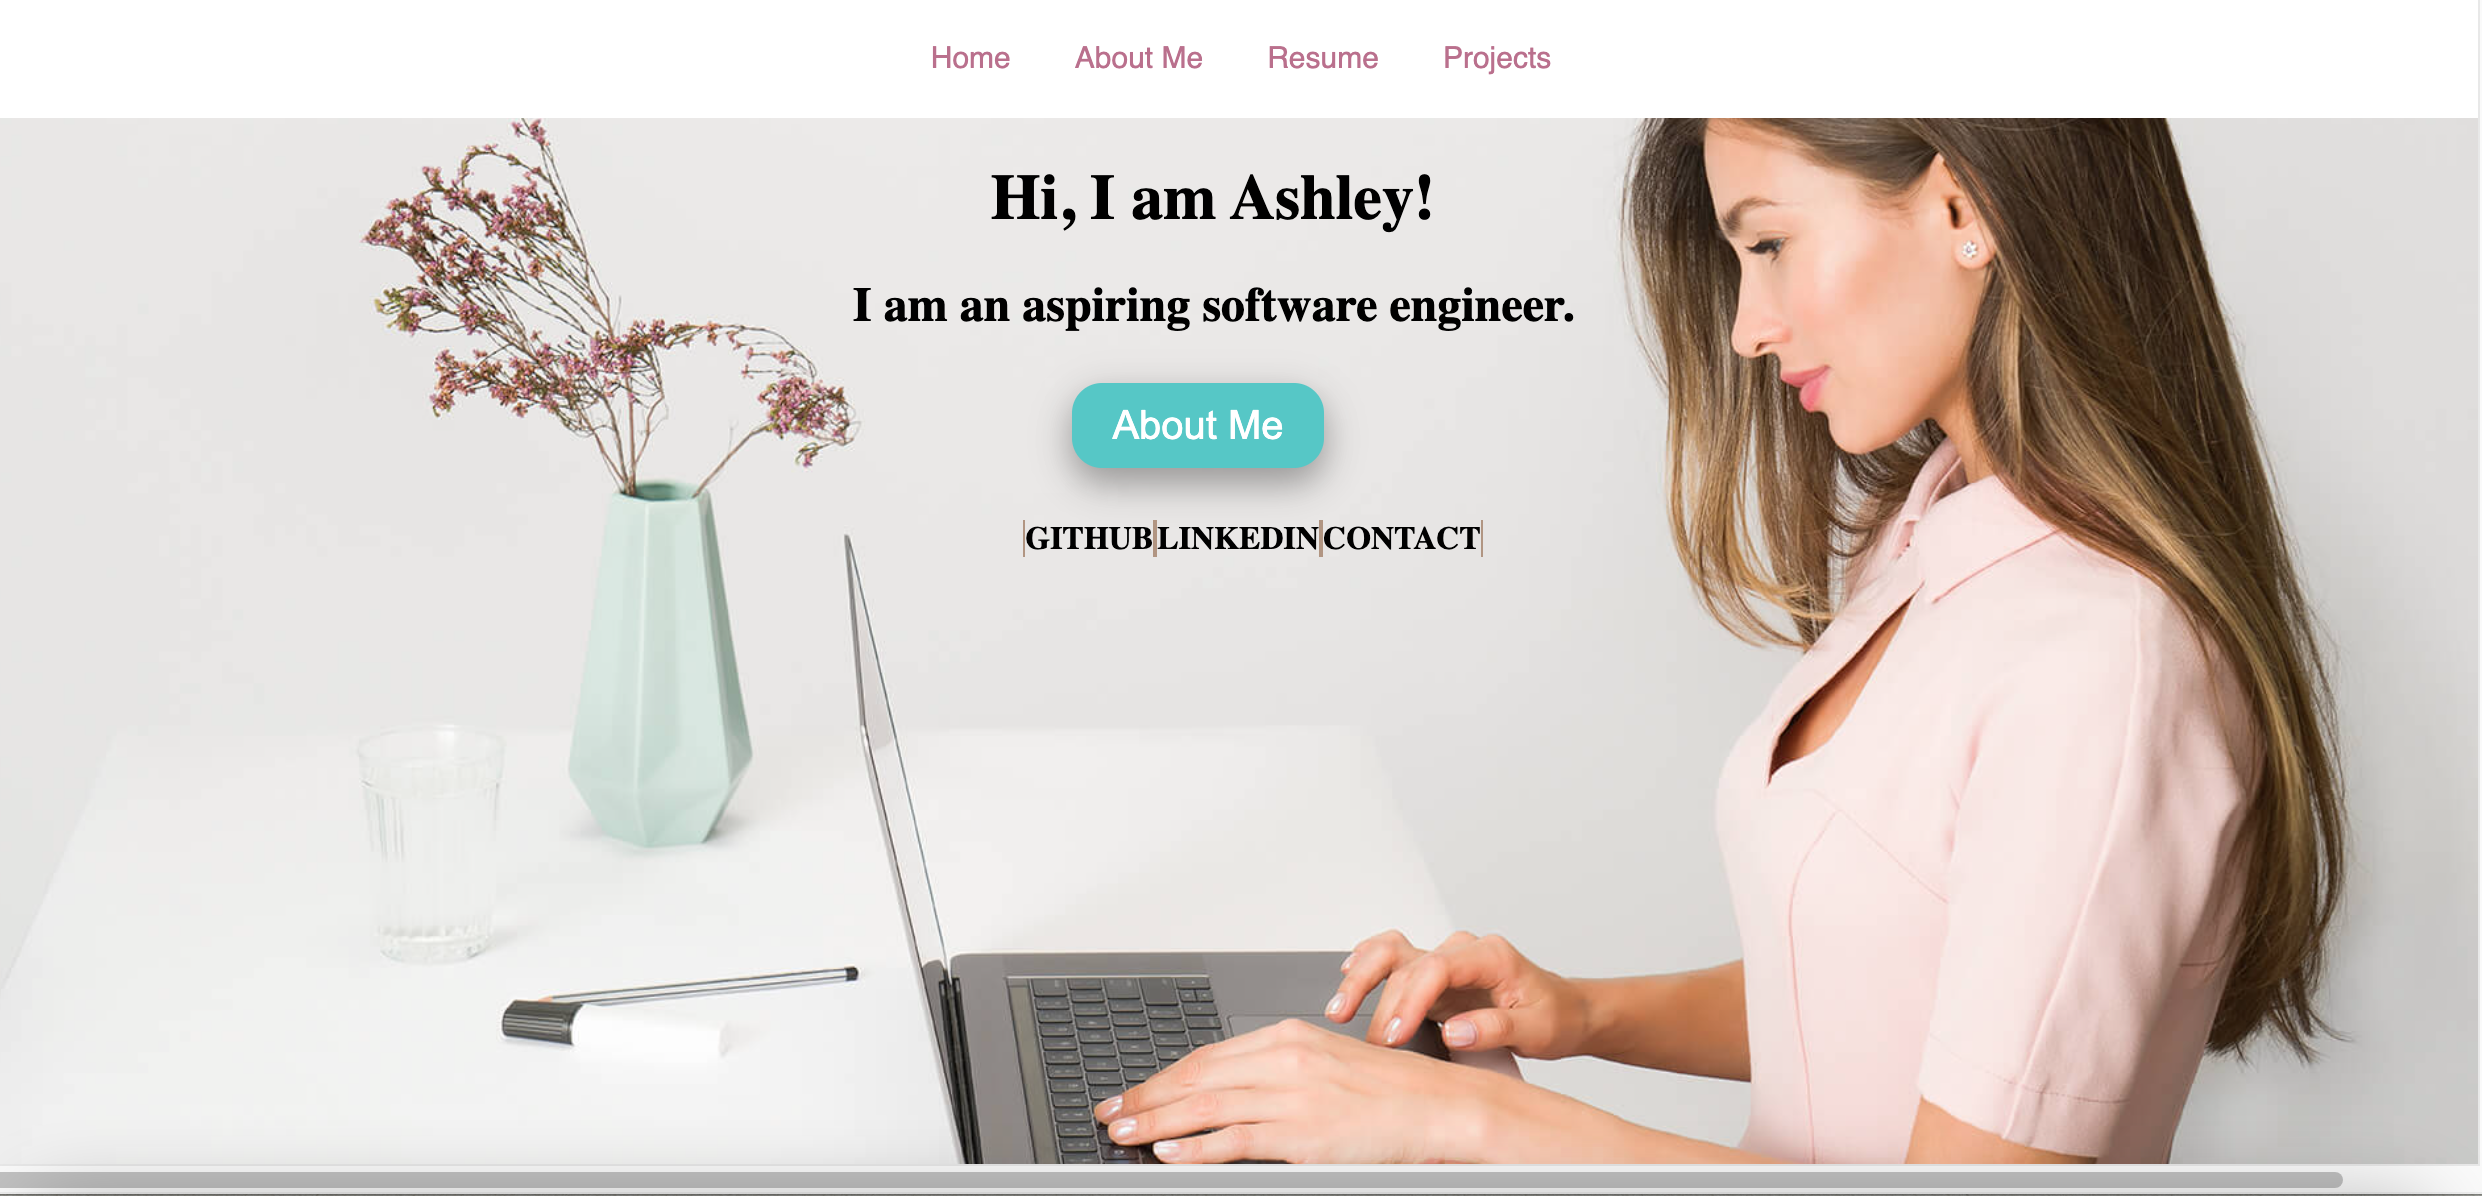 Home About Me Resume Projects
Hi, I am Ashley!
I am an aspiring software engineer.
About Me
GITHUB LINKEDIN CONTACT